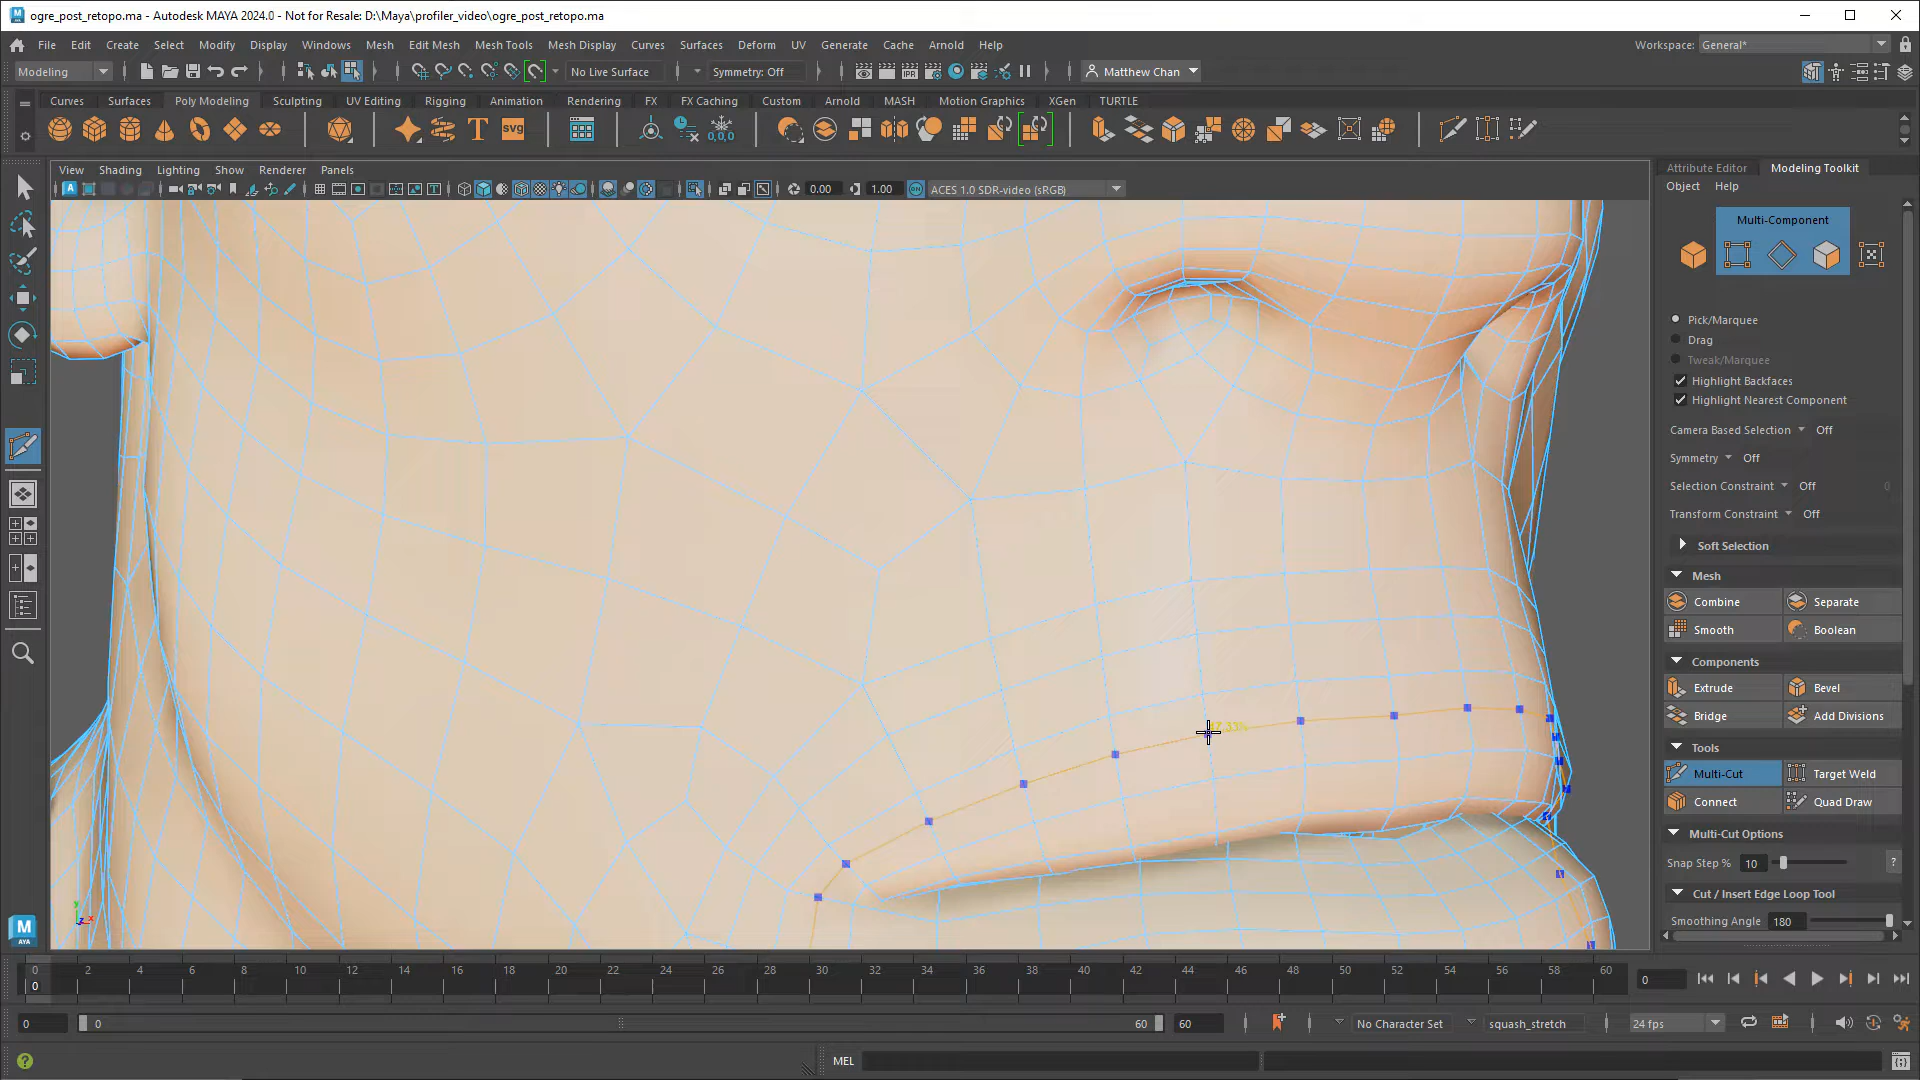 ogre_post_retopo.ma - Autodesk MAYA 2024.0 - Not for Resale: D:\Maya\profiler_video\ogre_post_retopo.ma
File Edit Create Select Modify Display Windows Mesh Edit Mesh Mesh Tools Mesh Display Curves Surfaces Deform UV Generate Cache Arnold Help Workspace: General*
Modeling No Live Surface Symmetry: Off Matthew Chan
Curves Surfaces Poly Modeling Sculpting UV Editing Rigging Animation Rendering FX FX Caching Custom Arnold MASH Motion Graphics XGen TURTLE
SVG 0,0,0
View Shading Lighting Show Renderer Panels
0.00 1.00 ACES 1.0 SDR-video (sRGB)
Attribute Editor Modeling Toolkit
Object Help
Multi-Component
Pick/Marquee
Drag
Tweak/Marquee
Highlight Backfaces
Highlight Nearest Component
Camera Based Selection Off
Symmetry Off
Selection Constraint Off 0
Transform Constraint Off
Soft Selection
Mesh
Combine Separate
Smooth Boolean
Components
Extrude Bevel
Bridge Add Divisions
Tools
Multi-Cut Target Weld
Connect Quad Draw
Multi-Cut Options
Snap Step % 10 ?
Cut / Insert Edge Loop Tool
Smoothing Angle 180
y
z x
M
AYA
0 2 4 6 8 10 12 14 16 18 20 22 24 26 28 30 32 34 36 38 40 42 44 46 48 50 52 54 56 58 60
0 0
0 0 60 60 No Character Set squash_stretch 24 fps
MEL